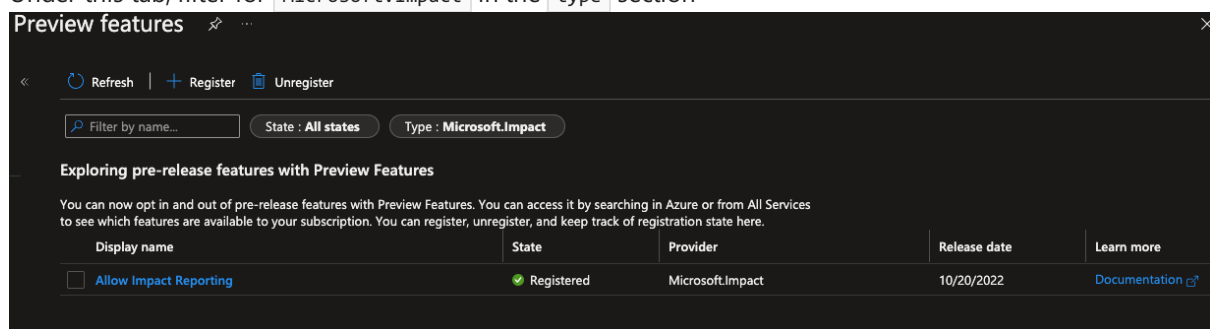 Under this tab, filter for Microsoft.Impact in the type section
Preview features
Refresh | Register Unregister
Filter by name... State : All states Type : Microsoft.Impact
Exploring pre-release features with Preview Features
You can now opt in and out of pre-release features with Preview Features. You can access it by searching in Azure or from All Services
to see which features are available to your subscription. You can register, unregister, and keep track of registration state here.
Display name State Provider Release date Learn more
Allow Impact Reporting Registered Microsoft.Impact 10/20/2022 Documentation